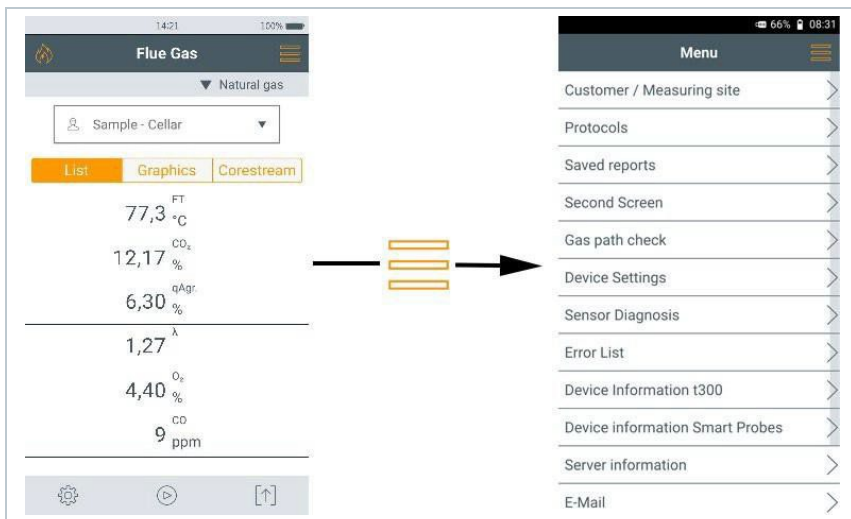 14:21 100%
Flue Gas
Natural gas
Sample - Cellar
List Graphics Corestream
77,3 FT °C
12,17 CO₂ %
6,30 qAgr. %
1,27 λ
4,40 O₂ %
9 CO ppm
66% 08:31
Menu
Customer / Measuring site
Protocols
Saved reports
Second Screen
Gas path check
Device Settings
Sensor Diagnosis
Error List
Device Information t300
Device information Smart Probes
Server information
E-Mail